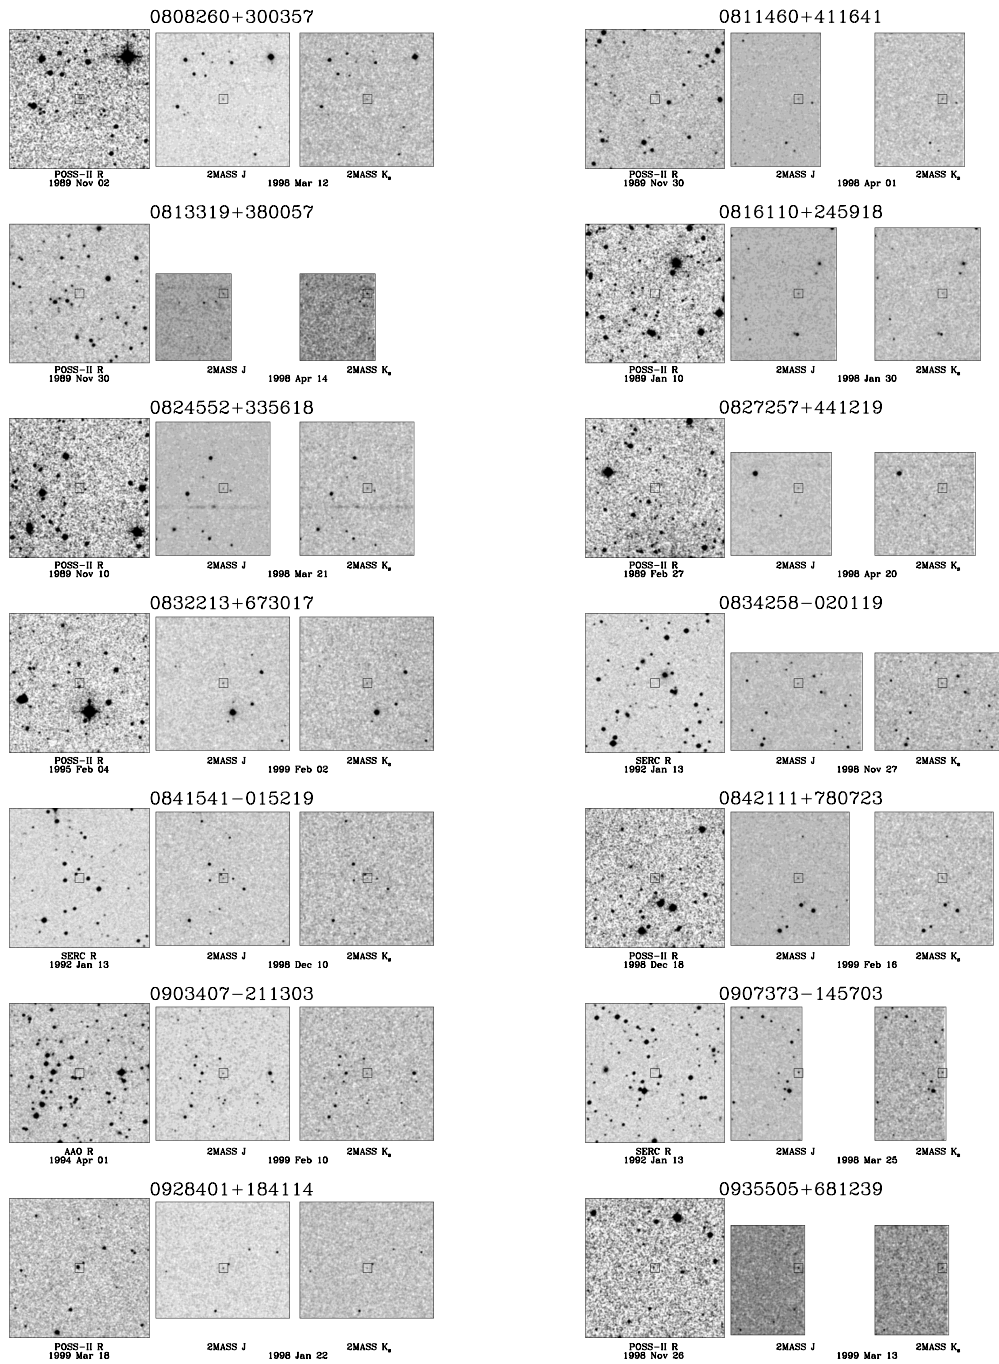 0808260+300357
0811460+411641
POSS-II R
1989 Nov 02
2MASS J
1998 Mar 12
2MASS Ks
POSS-II R
1989 Nov 30
2MASS J
1998 Apr 01
2MASS Ks
0813319+380057
0816110+245918
POSS-II R
1989 Nov 30
2MASS J
1998 Apr 14
2MASS Ks
POSS-II R
1989 Jan 10
2MASS J
1998 Jan 30
2MASS Ks
0824552+335618
0827257+441219
POSS-II R
1989 Nov 10
2MASS J
1998 Mar 21
2MASS Ks
POSS-II R
1989 Feb 27
2MASS J
1998 Apr 20
2MASS Ks
0832213+673017
0834258-020119
POSS-II R
1995 Feb 04
2MASS J
1999 Feb 02
2MASS Ks
SERC R
1992 Jan 13
2MASS J
1998 Nov 27
2MASS Ks
0841541-015219
0842111+780723
SERC R
1992 Jan 13
2MASS J
1998 Dec 10
2MASS Ks
POSS-II R
1998 Dec 18
2MASS J
1999 Feb 16
2MASS Ks
0903407-211303
0907373-145703
AAO R
1994 Apr 01
2MASS J
1999 Feb 10
2MASS Ks
SERC R
1992 Jan 13
2MASS J
1998 Mar 25
2MASS Ks
0928401+184114
0935505+681239
POSS-II R
1999 Mar 18
2MASS J
1998 Jan 22
2MASS Ks
POSS-II R
1998 Nov 26
2MASS J
1999 Mar 13
2MASS Ks